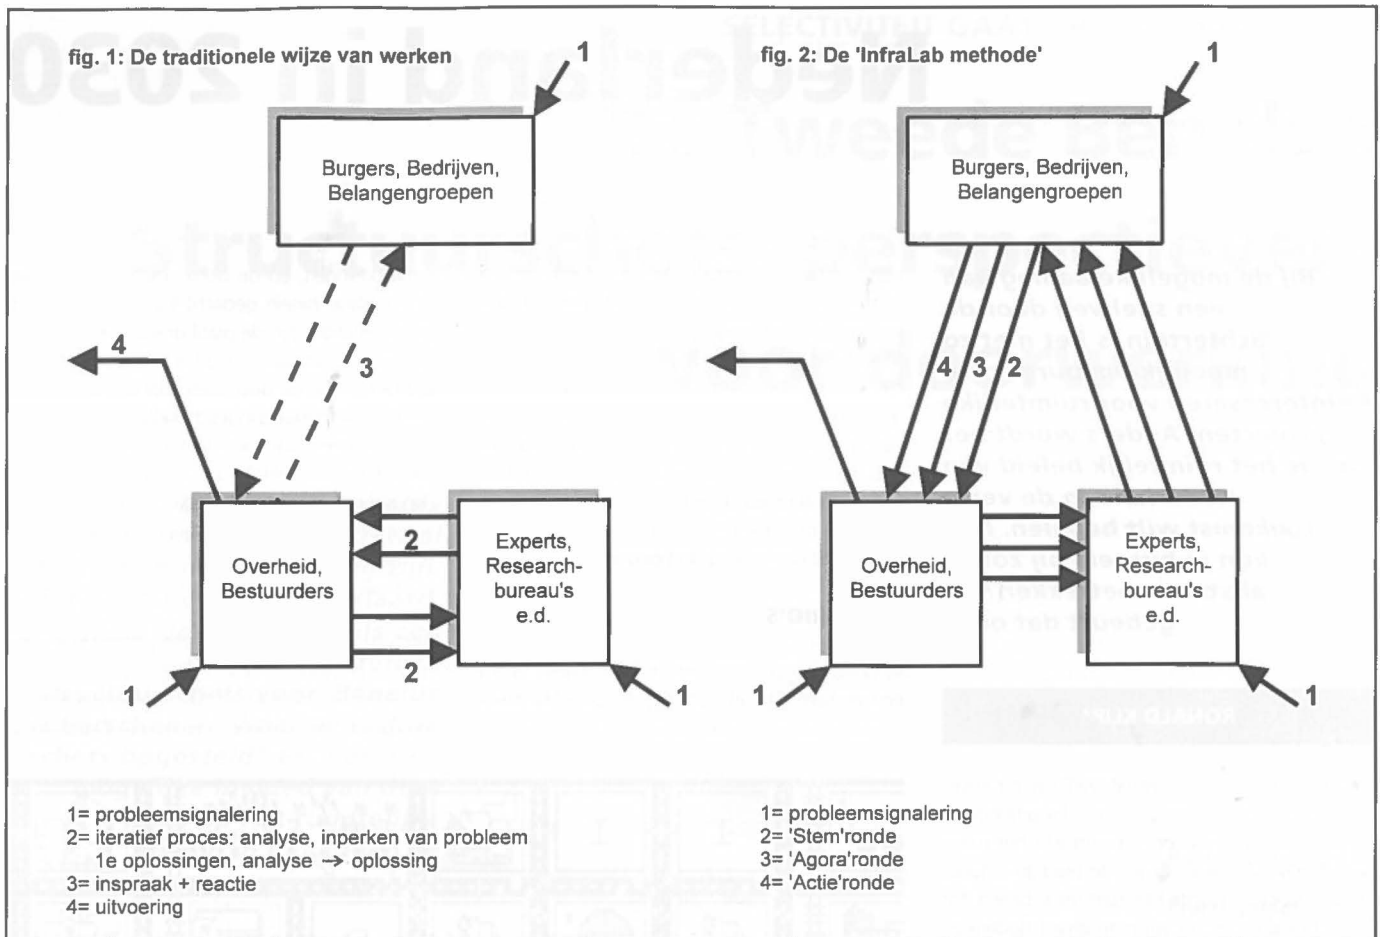 fig. 1: De traditionele wijze van werken
1
Burgers, Bedrijven,
Belangengroepen
4
3
Overheid,
Bestuurders
2
Experts,
Research-
bureau's
e.d.
2
1
1
1= probleemsignalering
2= iteratief proces: analyse, inperken van probleem
1e oplossingen, analyse → oplossing
3= inspraak + reactie
4= uitvoering
fig. 2: De 'InfraLab methode'
1
Burgers, Bedrijven,
Belangengroepen
4 3 2
Overheid,
Bestuurders
Experts,
Research-
bureau's
e.d.
1
1
1= probleemsignalering
2= 'Stem'ronde
3= 'Agora'ronde
4= 'Actie'ronde